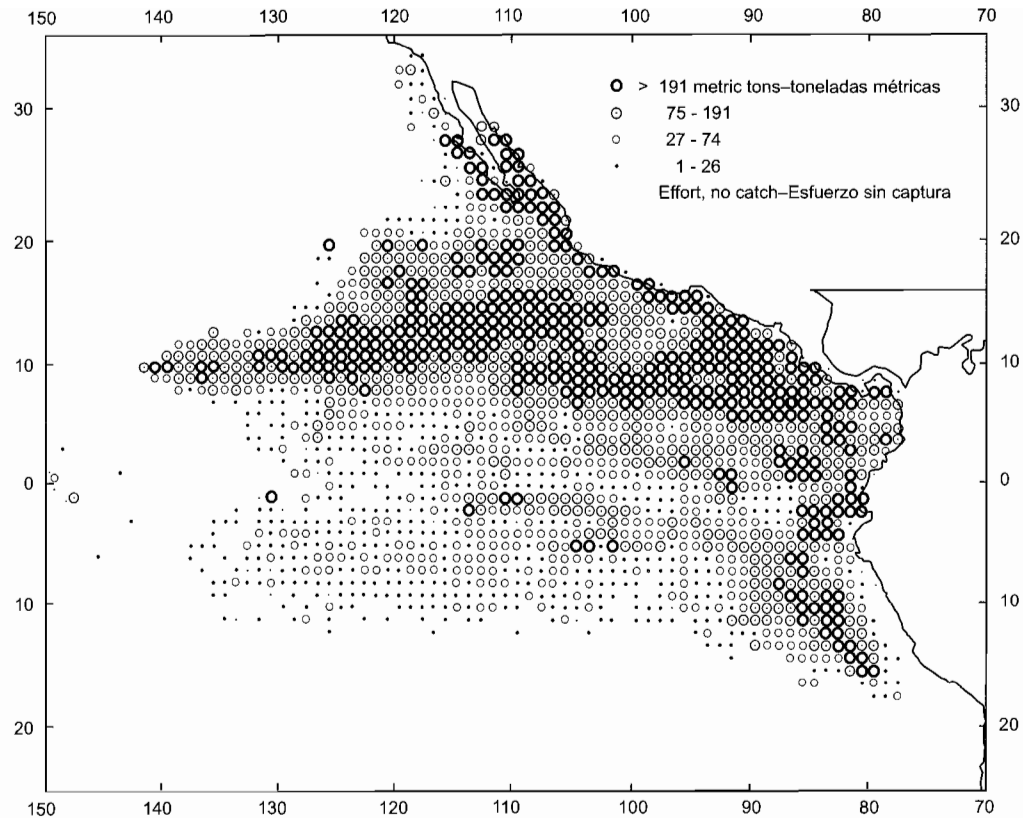 150 140 130 120 110 100 90 80 70
> 191 metric tons–toneladas métricas
30 75 - 191 30
27 - 74
1 - 26
Effort, no catch–Esfuerzo sin captura
20 20
10 10
0 0
10 10
20 20
150 140 130 120 110 100 90 80 70